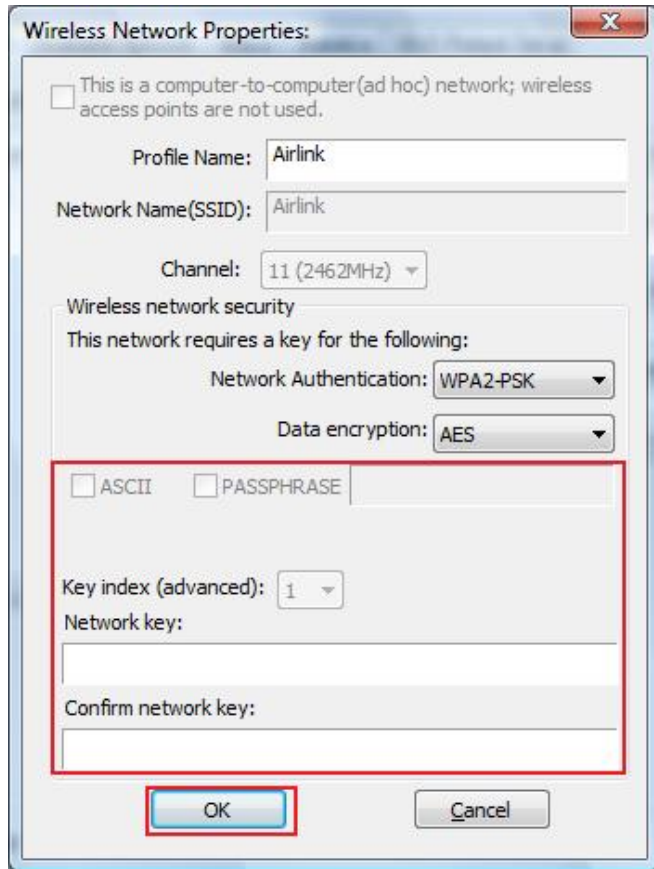 Wireless Network Properties:
This is a computer-to-computer(ad hoc) network; wireless
access points are not used.
Profile Name: Airlink
Network Name(SSID): Airlink
Channel: 11 (2462MHz)
Wireless network security
This network requires a key for the following:
Network Authentication: WPA2-PSK
Data encryption: AES
ASCII PASSPHRASE
Key index (advanced): 1
Network key:
Confirm network key:
OK Cancel